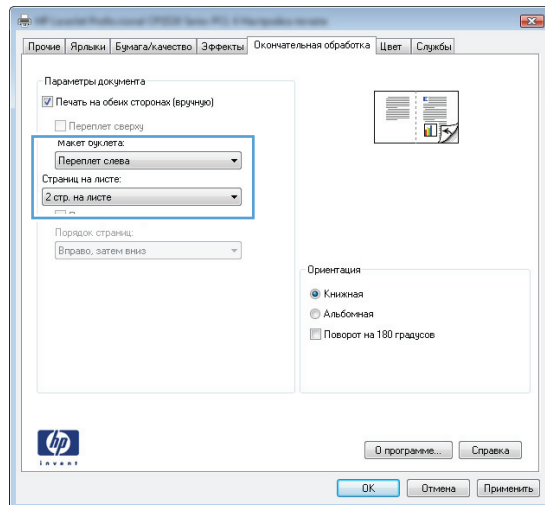 Прочие Ярлыки Бумага/качество Эффекты Окончательная обработка Цвет Службы
Параметры документа
Печать на обеих сторонах (вручную)
Переплет сверху
Макет буклета:
Переплет слева
Страниц на листе:
2 стр. на листе
Порядок страниц:
Вправо, затем вниз
Ориентация
Книжная
Альбомная
Поворот на 180 градусов
hp
invent
О программе... Справка
ОК Отмена Применить